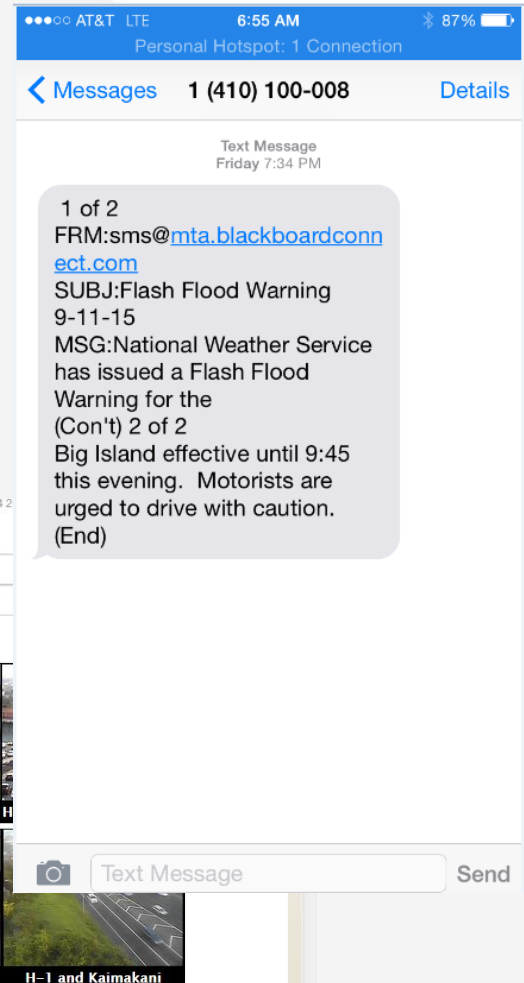 AT&T LTE 6:55 AM 87%
Personal Hotspot: 1 Connection
Messages 1 (410) 100-008 Details
Text Message
Friday 7:34 PM
1 of 2
FRM:sms@mta.blackboardconn
ect.com
SUBJ:Flash Flood Warning
9-11-15
MSG:National Weather Service
has issued a Flash Flood
Warning for the
(Con't) 2 of 2
Big Island effective until 9:45
this evening.  Motorists are
urged to drive with caution.
(End)
Text Message Send
H-1 and Kaimakani